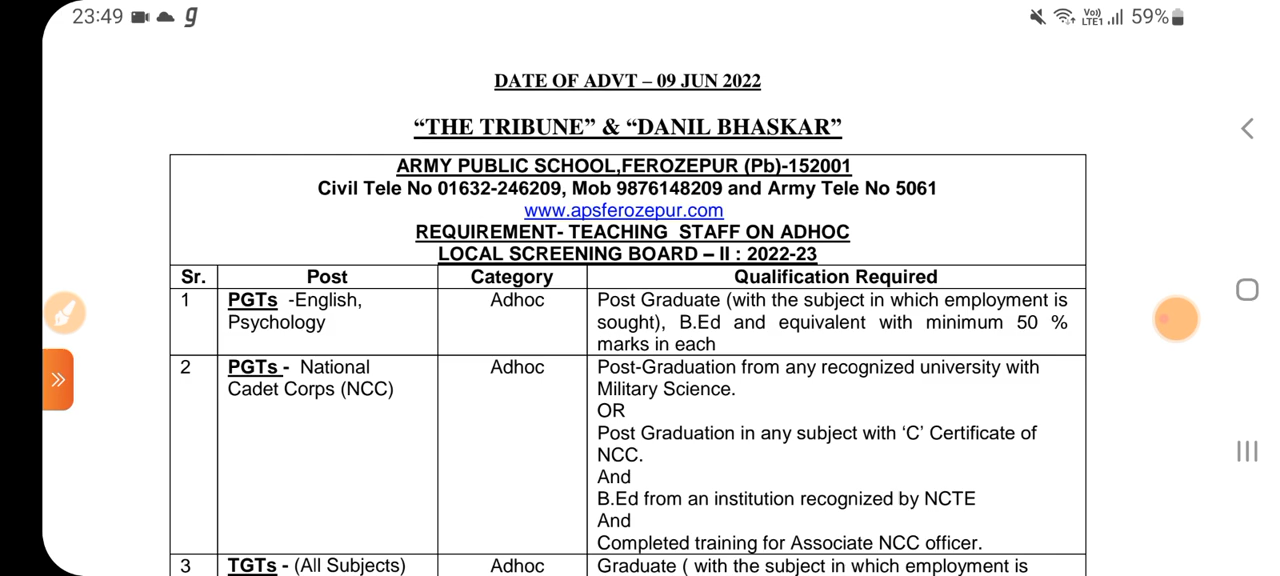 23:49 g Vo)) LTE1 59%
DATE OF ADVT – 09 JUN 2022
“THE TRIBUNE” & “DANIL BHASKAR”
ARMY PUBLIC SCHOOL,FEROZEPUR (Pb)-152001
Civil Tele No 01632-246209, Mob 9876148209 and Army Tele No 5061
www.apsferozepur.com
REQUIREMENT- TEACHING STAFF ON ADHOC
LOCAL SCREENING BOARD – II : 2022-23
Sr. Post Category Qualification Required
1 PGTs -English, Adhoc Post Graduate (with the subject in which employment is
Psychology sought), B.Ed and equivalent with minimum 50 %
marks in each
2 PGTs - National Adhoc Post-Graduation from any recognized university with
Cadet Corps (NCC) Military Science.
OR
Post Graduation in any subject with ‘C’ Certificate of
NCC.
And
B.Ed from an institution recognized by NCTE
And
Completed training for Associate NCC officer.
3 TGTs - (All Subjects) Adhoc Graduate ( with the subject in which employment is